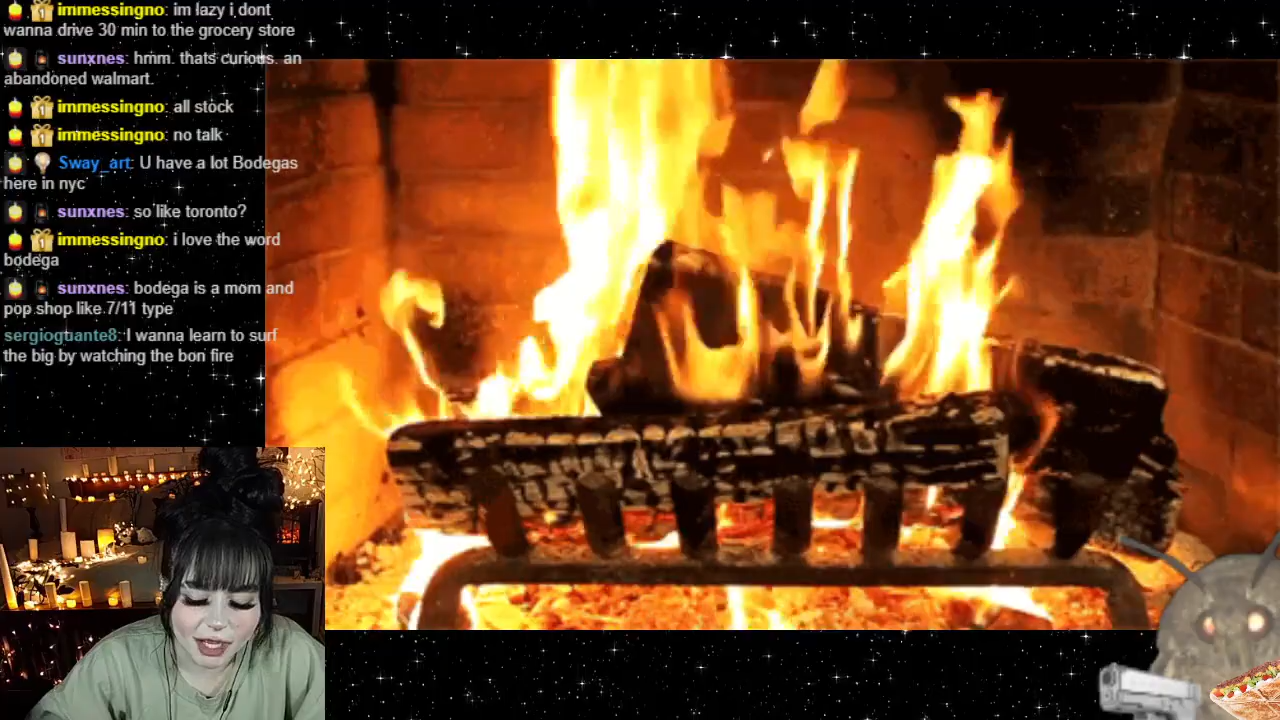 immessingno: im lazy i dont
wanna drive 30 min to the grocery store
sunxnes: hmm. thats curious. an
abandoned walmart.
immessingno: all stock
immessingno: no talk
Sway_art: U have a lot Bodegas
here in nyc
sunxnes: so like toronto?
immessingno: i love the word
bodega
sunxnes: bodega is a mom and
pop shop like 7/11 type
sergioguante8: I wanna learn to surf
the big by watching the bon fire